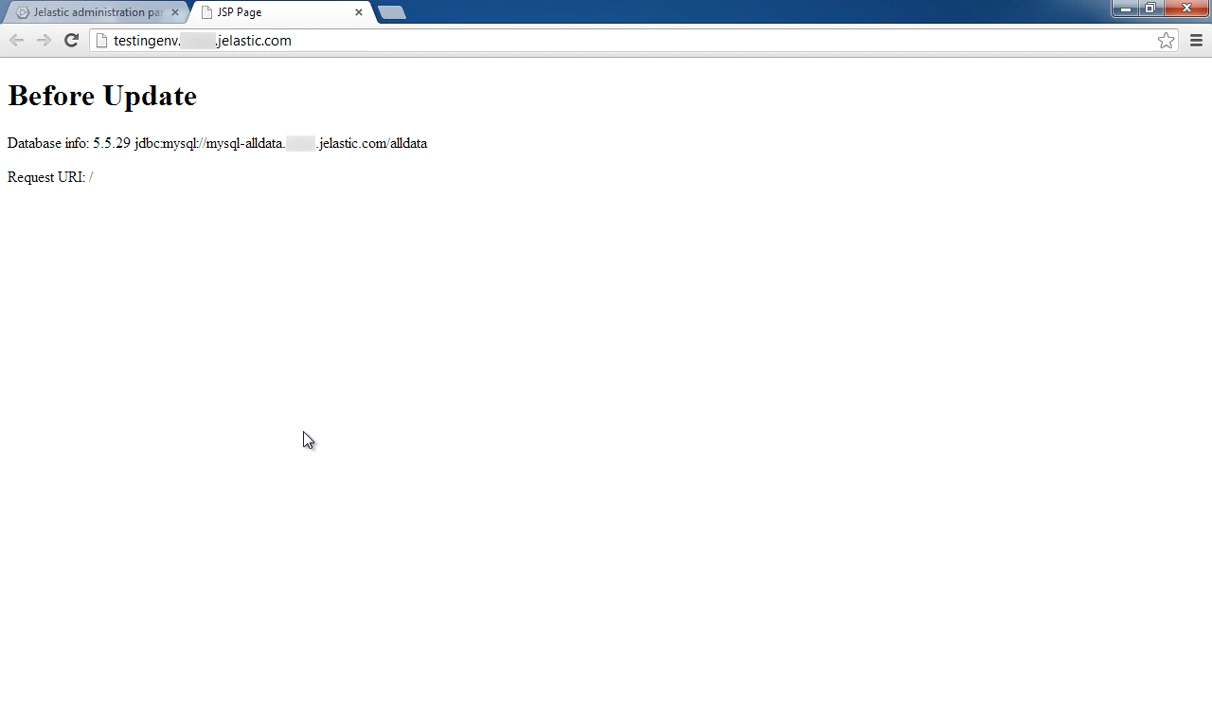 Jelastic administration par
JSP Page
testingenv. .jelastic.com
Before Update
Database info: 5.5.29 jdbc:mysql://mysql-alldata. .jelastic.com/alldata
Request URI: /